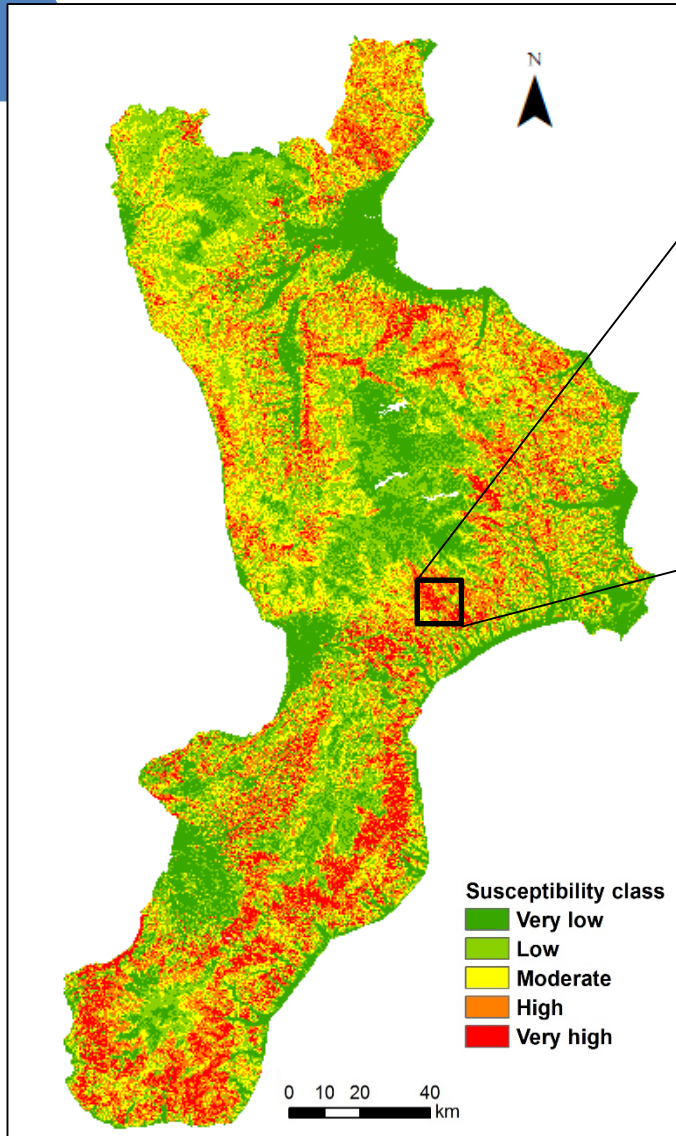 N
Susceptibility class
Very low
Low
Moderate
High
Very high
0 10 20 40
km